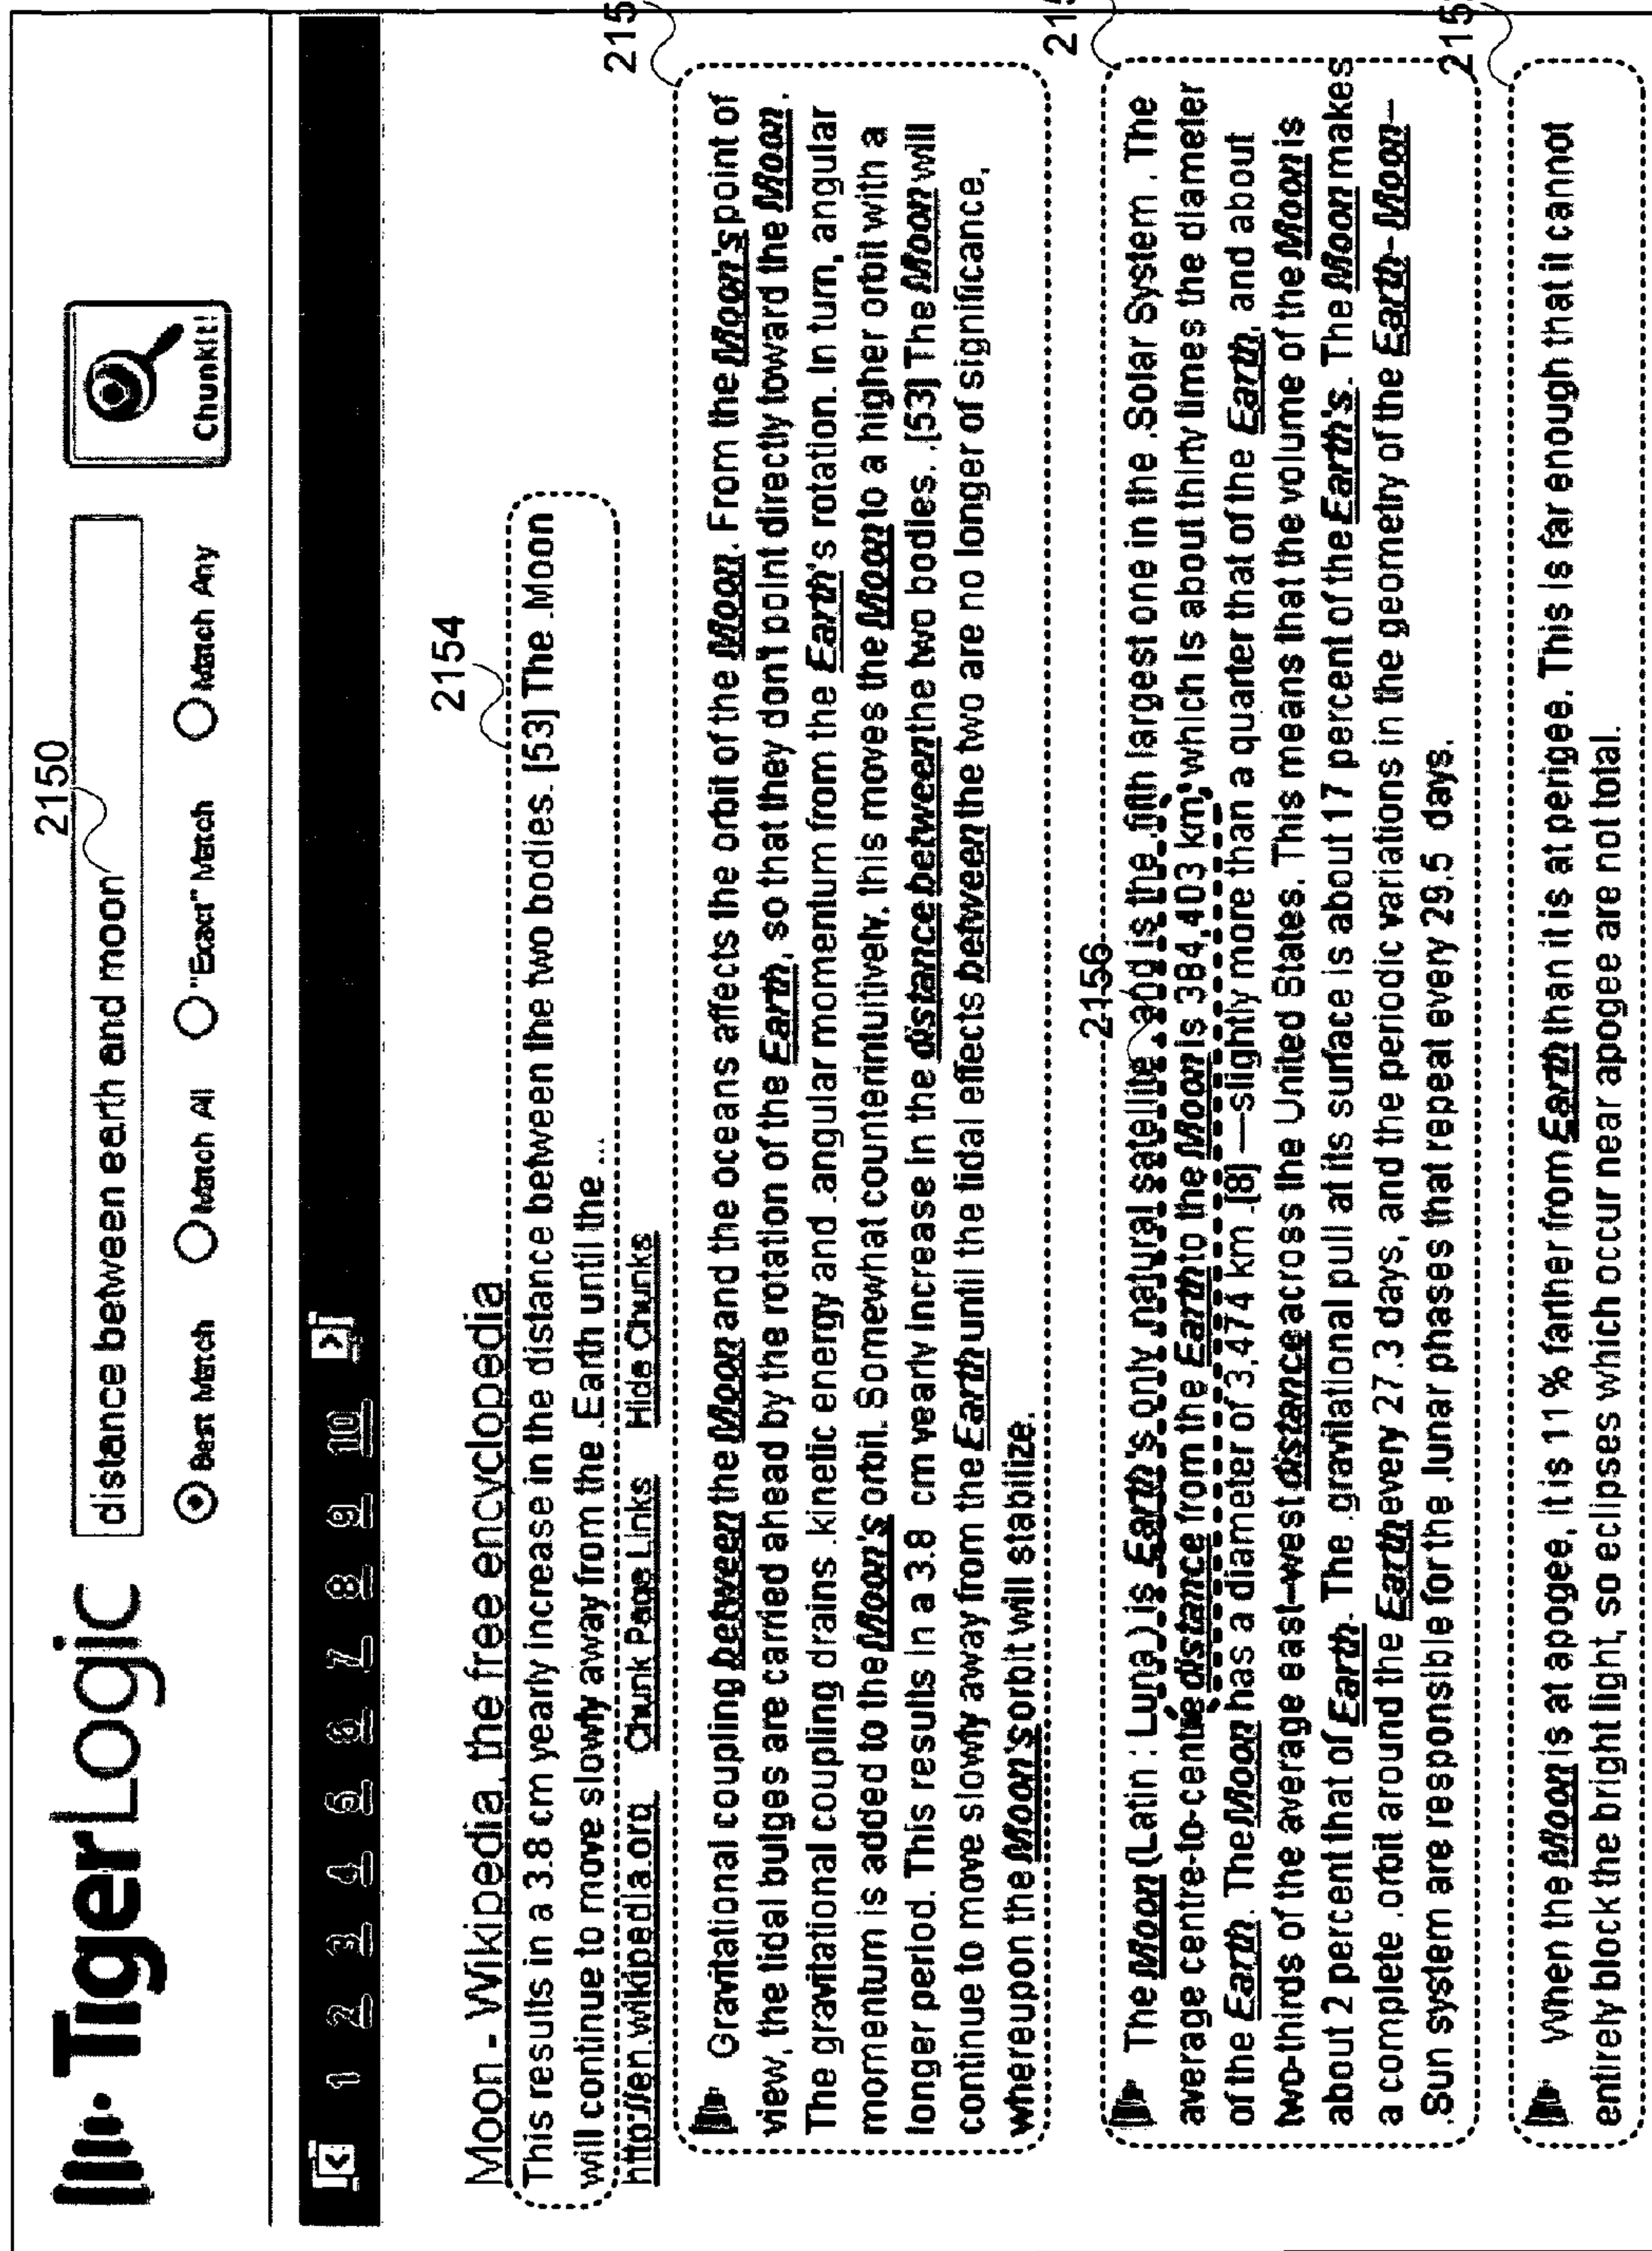 TigerLogic
2150
distance between earth and moon
ChunkIt!
Best Match Match All "Exact" Match Match Any
< 1 2 3 4 5 6 7 8 9 10 >
2154
Moon - Wikipedia, the free encyclopedia
This results in a 3.8 cm yearly increase in the distance between the two bodies. [53] The .Moon
will continue to move slowly away from the .Earth until the ...
http://en.wikipedia.org Chunk Page Links Hide Chunks
215
Gravitational coupling between the Moon and the oceans affects the orbit of the Moon. From the Moon's point of
view, the tidal bulges are carried ahead by the rotation of the Earth, so that they don't point directly toward the Moon.
The gravitational coupling drains .kinetic energy and .angular momentum from the Earth's rotation. In turn, angular
momentum is added to the Moon's orbit. Somewhat counterintuitively, this moves the Moon to a higher orbit with a
longer period. This results in a 3.8 cm yearly increase in the distance between the two bodies. .[53] The Moon will
continue to move slowly away from the Earth until the tidal effects between the two are no longer of significance,
whereupon the Moon's orbit will stabilize.
215
2156
The Moon (Latin : Luna ) is Earth's only .natural satellite .and is the .fifth largest one in the .Solar System . The
average centre-to-centre distance from the Earth to the Moon is 384,403 km, which is about thirty times the diameter
of the Earth. The Moon has a diameter of 3,474 km .[8] —slightly more than a quarter that of the Earth, and about
two-thirds of the average east–west distance across the United States. This means that the volume of the Moon is
about 2 percent that of Earth. The .gravitational pull at its surface is about 17 percent of the Earth's. The Moon makes
a complete .orbit around the Earth every 27.3 days, and the periodic variations in the geometry of the Earth–Moon–
.Sun system are responsible for the .lunar phases that repeat every 29.5 days.
215
When the Moon is at apogee, it is 11% farther from Earth than it is at perigee. This is far enough that it cannot
entirely block the bright light, so eclipses which occur near apogee are not total.